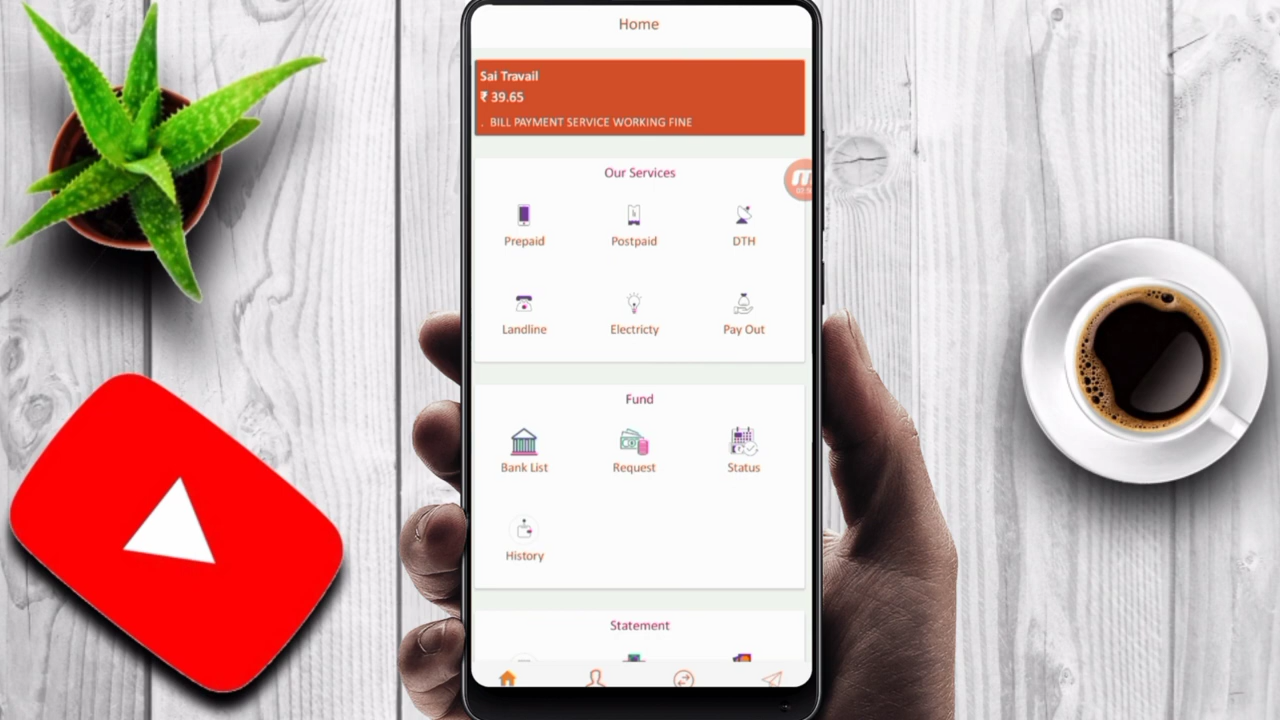 Home
Sai Travail
₹ 39.65
. BILL PAYMENT SERVICE WORKING FINE
Our Services
Prepaid Postpaid DTH
Landline Electricty Pay Out
Fund
Bank List Request Status
History
Statement